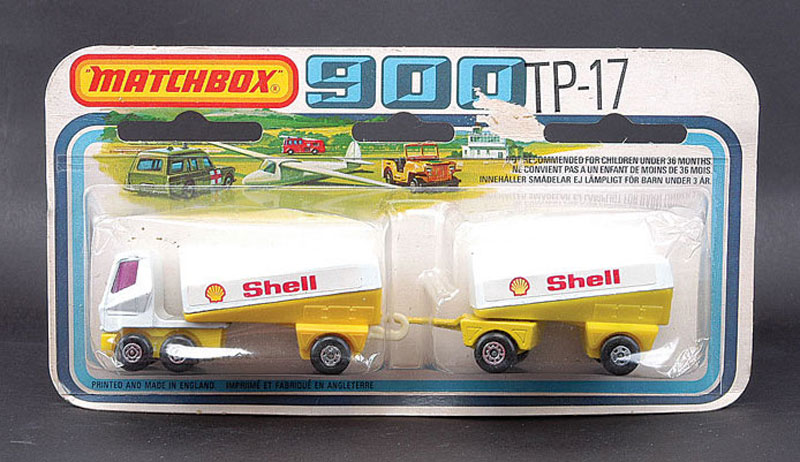 "MATCHBOX"® 900 TP-17
NOT RECOMMENDED FOR CHILDREN UNDER 36 MONTHS.
NE CONVIENT PAS A UN ENFANT DE MOINS DE 36 MOIS.
INNEHÅLLER SMÅDELAR EJ LÄMPLIGT FÖR BARN UNDER 3 ÅR.
Shell Shell
PRINTED AND MADE IN ENGLAND IMPRIMÉ ET FABRIQUÉ EN ANGLETERRE